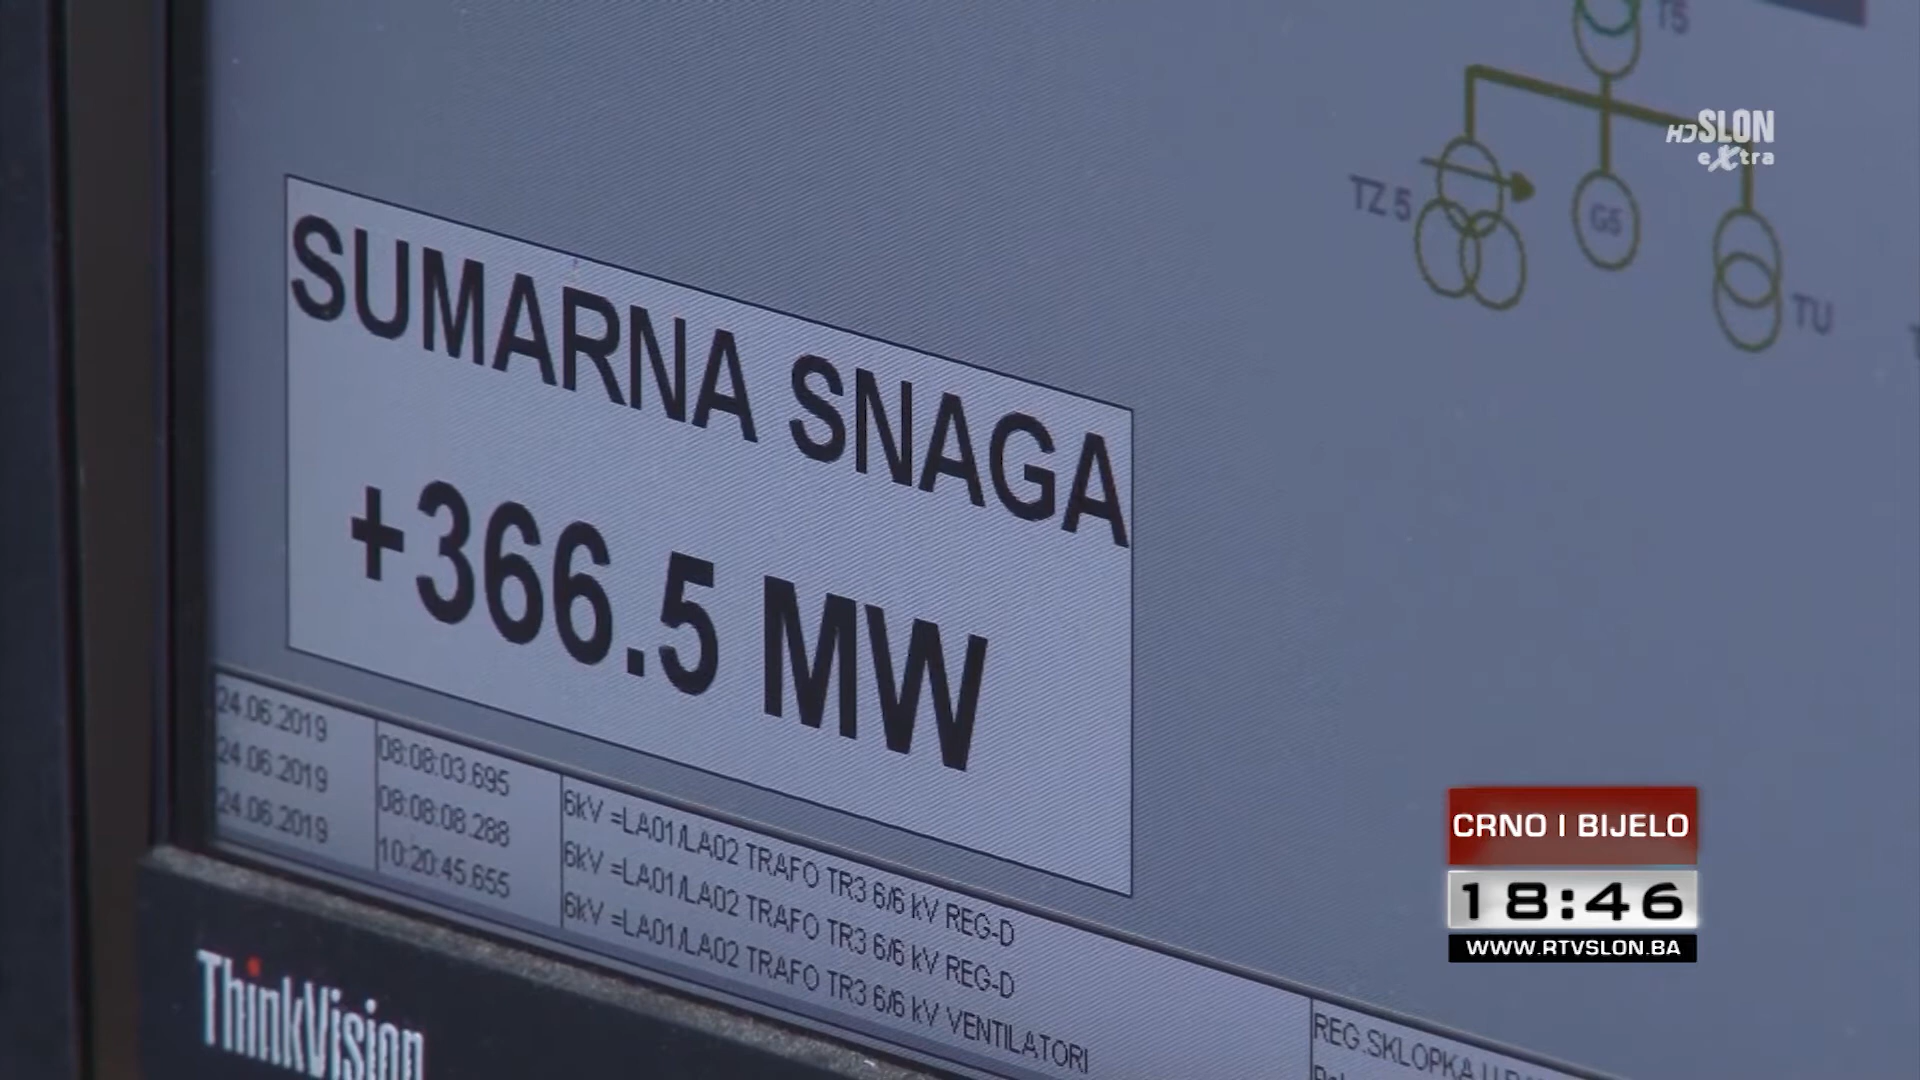 T5
HD SLON
extra
TZ 5
G5
TU
SUMARNA SNAGA
+366.5 MW
24.06.2019 08:08:03.695 6kV =LA01/LA02 TRAFO TR3 6/6 kV REG-D
24.06.2019 08:08:08.288 6kV =LA01/LA02 TRAFO TR3 6/6 kV REG-D
24.06.2019 10:20:45.655 6kV =LA01/LA02 TRAFO TR3 6/6 kV VENTILATORI
REG.SKLOPKA
CRNO I BIJELO
18:46
WWW.RTVSLON.BA
ThinkVision